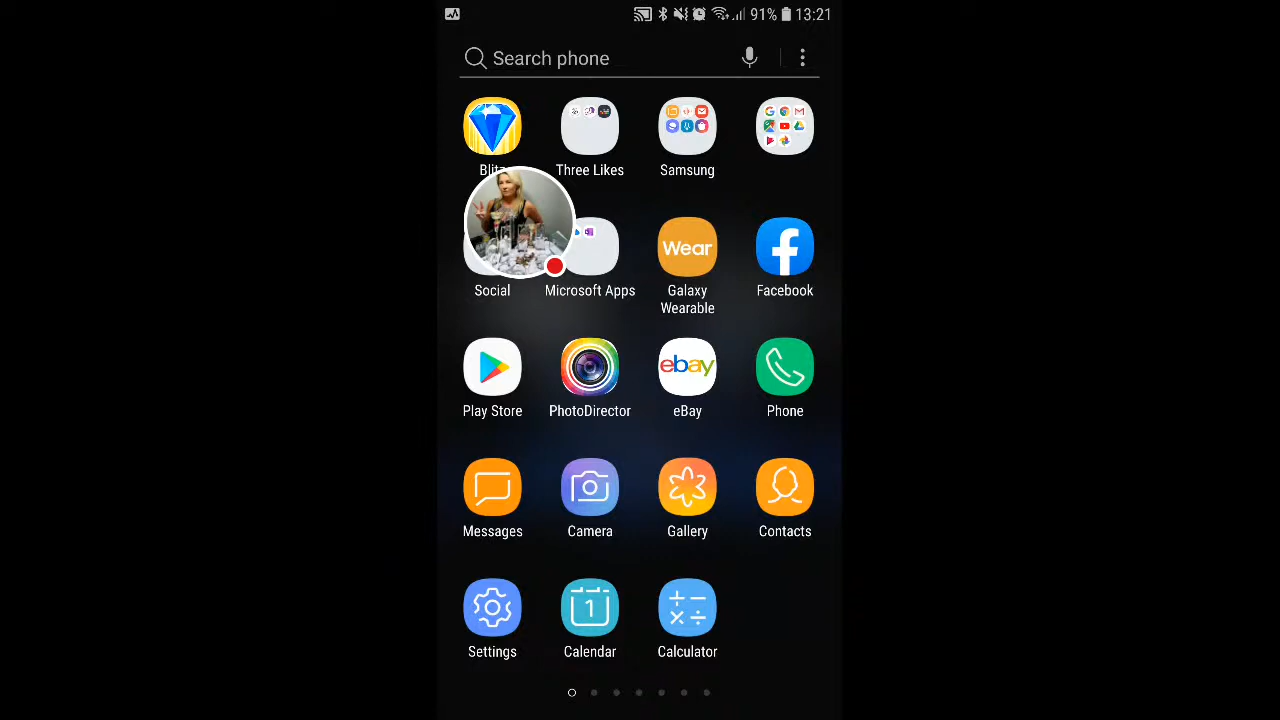 91% 13:21
Search phone
Blitz Three Likes Samsung
Wear
Social Microsoft Apps Galaxy Wearable Facebook
ebay
Play Store PhotoDirector eBay Phone
Messages Camera Gallery Contacts
1
Settings Calendar Calculator